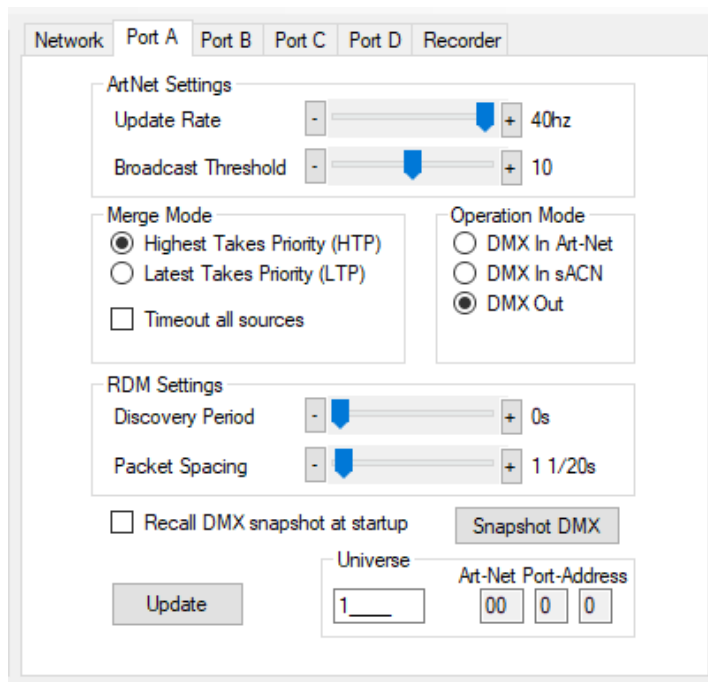 Network Port A Port B Port C Port D Recorder
ArtNet Settings
Update Rate - + 40hz
Broadcast Threshold - + 10
Merge Mode
Highest Takes Priority (HTP)
Latest Takes Priority (LTP)
Timeout all sources
Operation Mode
DMX In Art-Net
DMX In sACN
DMX Out
RDM Settings
Discovery Period - + 0s
Packet Spacing - + 1 1/20s
Recall DMX snapshot at startup Snapshot DMX
Update
Universe
1____
Art-Net Port-Address
00 0 0